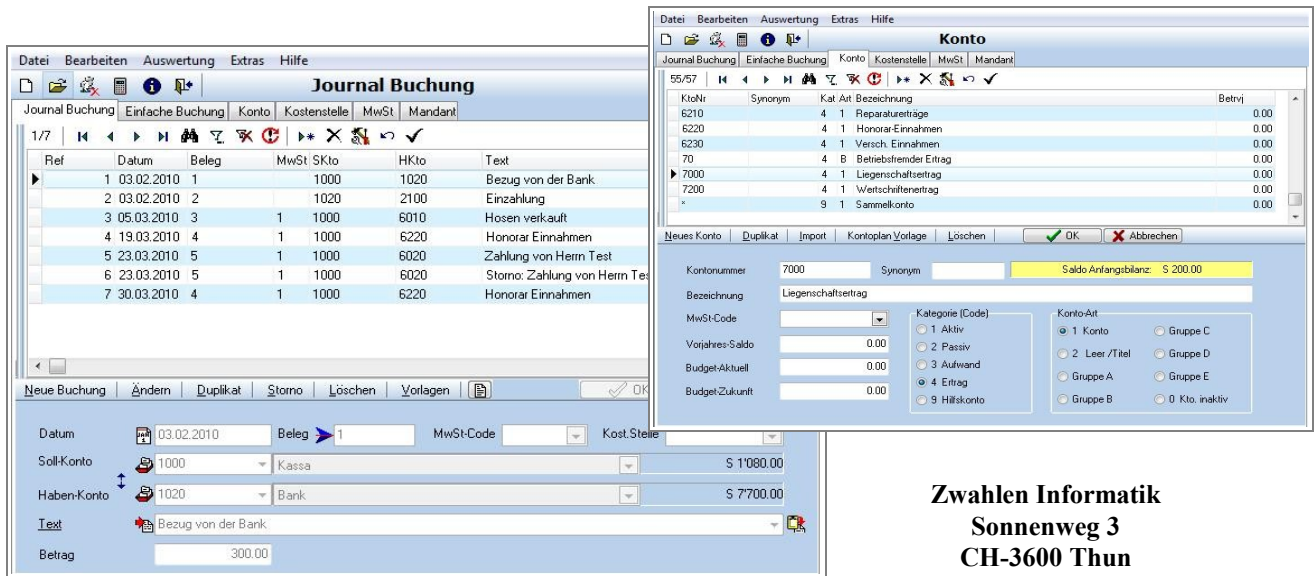 Datei Bearbeiten Auswertung Extras Hilfe
Journal Buchung
Journal Buchung Einfache Buchung Konto Kostenstelle MwSt Mandant
1/7
Ref Datum Beleg MwSt SKto HKto Text
1 03.02.2010 1 1000 1020 Bezug von der Bank
2 03.02.2010 2 1020 2100 Einzahlung
3 05.03.2010 3 1 1000 6010 Hosen verkauft
4 19.03.2010 4 1 1000 6220 Honorar Einnahmen
5 23.03.2010 5 1 1000 6020 Zahlung von Herrn Test
6 23.03.2010 5 1 1000 6020 Storno: Zahlung von Herrn Tes
7 30.03.2010 4 1 1000 6220 Honorar Einnahmen
Neue Buchung Ändern Duplikat Storno Löschen Vorlagen OK
Datum 03.02.2010 Beleg 1 MwSt-Code Kost.Stelle
Soll-Konto 1000 Kassa S 1'080.00
Haben-Konto 1020 Bank S 7'700.00
Text Bezug von der Bank
Betrag 300.00
Datei Bearbeiten Auswertung Extras Hilfe
Konto
Journal Buchung Einfache Buchung Konto Kostenstelle MwSt Mandant
55/57
KtoNr Synonym Kat Art Bezeichnung Betrvj
6210 4 1 Reparaturerträge 0.00
6220 4 1 Honorar-Einnahmen 0.00
6230 4 1 Versch. Einnahmen 0.00
70 4 B Betriebsfremder Ertrag 0.00
7000 4 1 Liegenschaftsertrag 0.00
7200 4 1 Wertschriftenertrag 0.00
* 9 1 Sammelkonto 0.00
Neues Konto Duplikat Import Kontoplan Vorlage Löschen OK Abbrechen
Kontonummer 7000 Synonym Saldo Anfangsbilanz: S 200.00
Bezeichnung Liegenschaftsertrag
MwSt-Code Kategorie (Code) Konto-Art
1 Aktiv 1 Konto Gruppe C
Vorjahres-Saldo 0.00 2 Passiv 2 Leer /Titel Gruppe D
Budget-Aktuell 0.00 3 Aufwand Gruppe A Gruppe E
4 Ertrag
Budget-Zukunft 0.00 9 Hilfskonto Gruppe B 0 Kto. inaktiv
Zwahlen Informatik
Sonnenweg 3
CH-3600 Thun